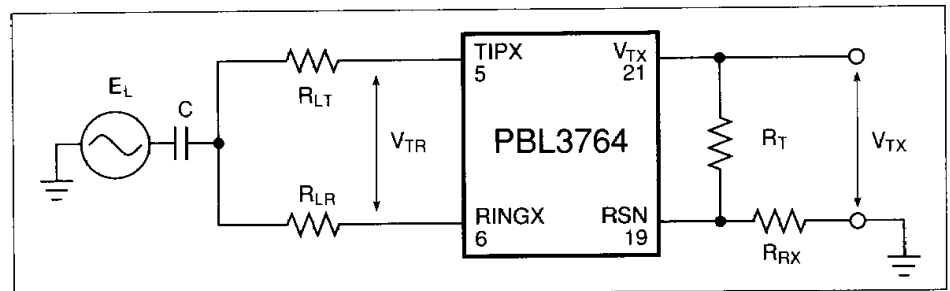 E_L
C
R_LT
V_TR
R_LR
TIPX
5
V_TX
21
PBL3764
RINGX
6
RSN
19
R_T
V_TX
R_RX